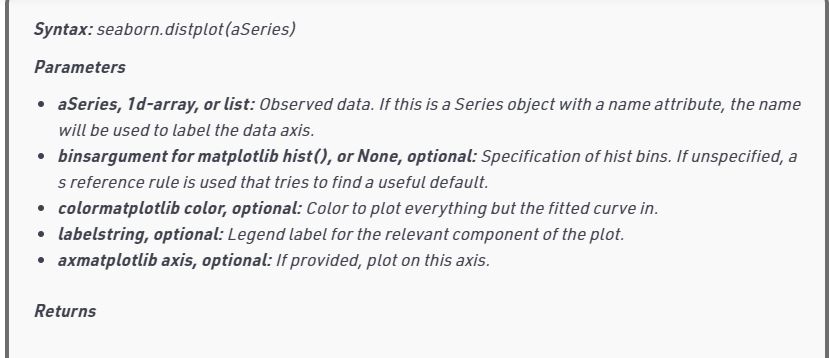 Syntax: seaborn.distplot(aSeries)
Parameters
• aSeries, 1d-array, or list: Observed data. If this is a Series object with a name attribute, the name
will be used to label the data axis.
• binsargument for matplotlib hist(), or None, optional: Specification of hist bins. If unspecified, a
s reference rule is used that tries to find a useful default.
• colormatplotlib color, optional: Color to plot everything but the fitted curve in.
• labelstring, optional: Legend label for the relevant component of the plot.
• axmatplotlib axis, optional: If provided, plot on this axis.
Returns